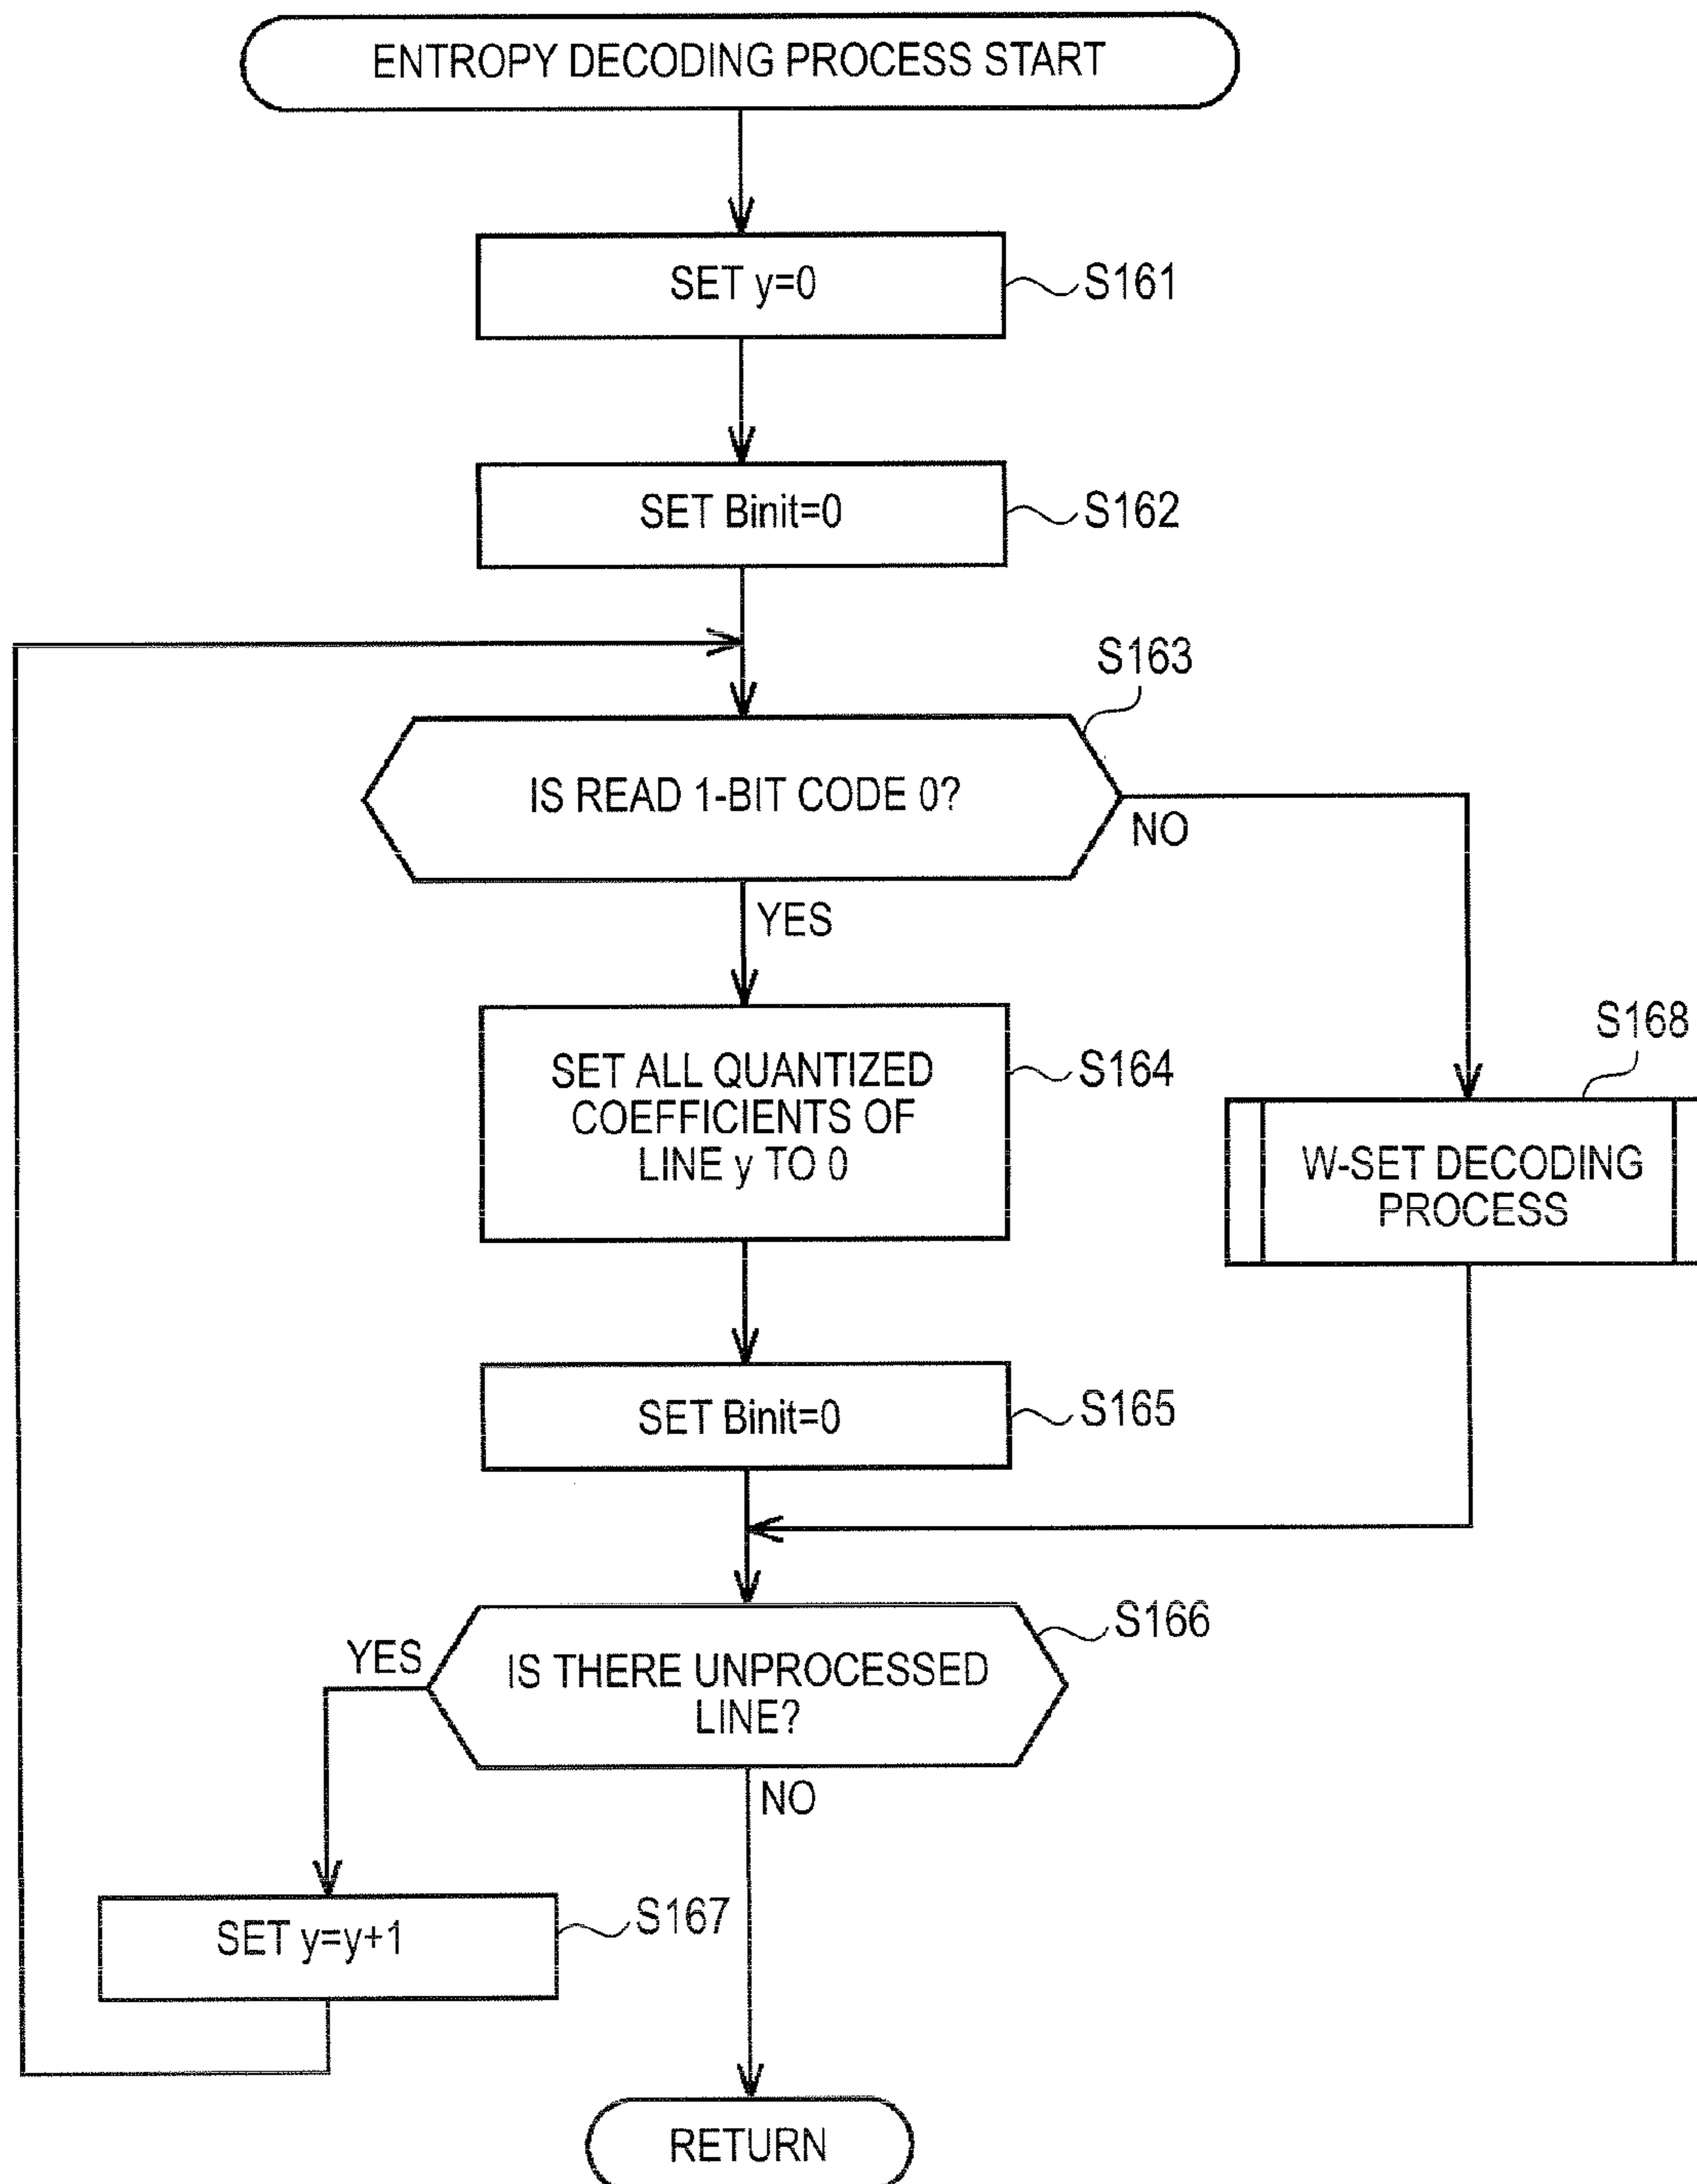 ENTROPY DECODING PROCESS START
SET y=0
S161
SET Binit=0
S162
S163
IS READ 1-BIT CODE 0?
NO
YES
SET ALL QUANTIZED
COEFFICIENTS OF
LINE y TO 0
S164
S168
W-SET DECODING
PROCESS
SET Binit=0
S165
S166
YES
IS THERE UNPROCESSED
LINE?
NO
SET y=y+1
S167
RETURN